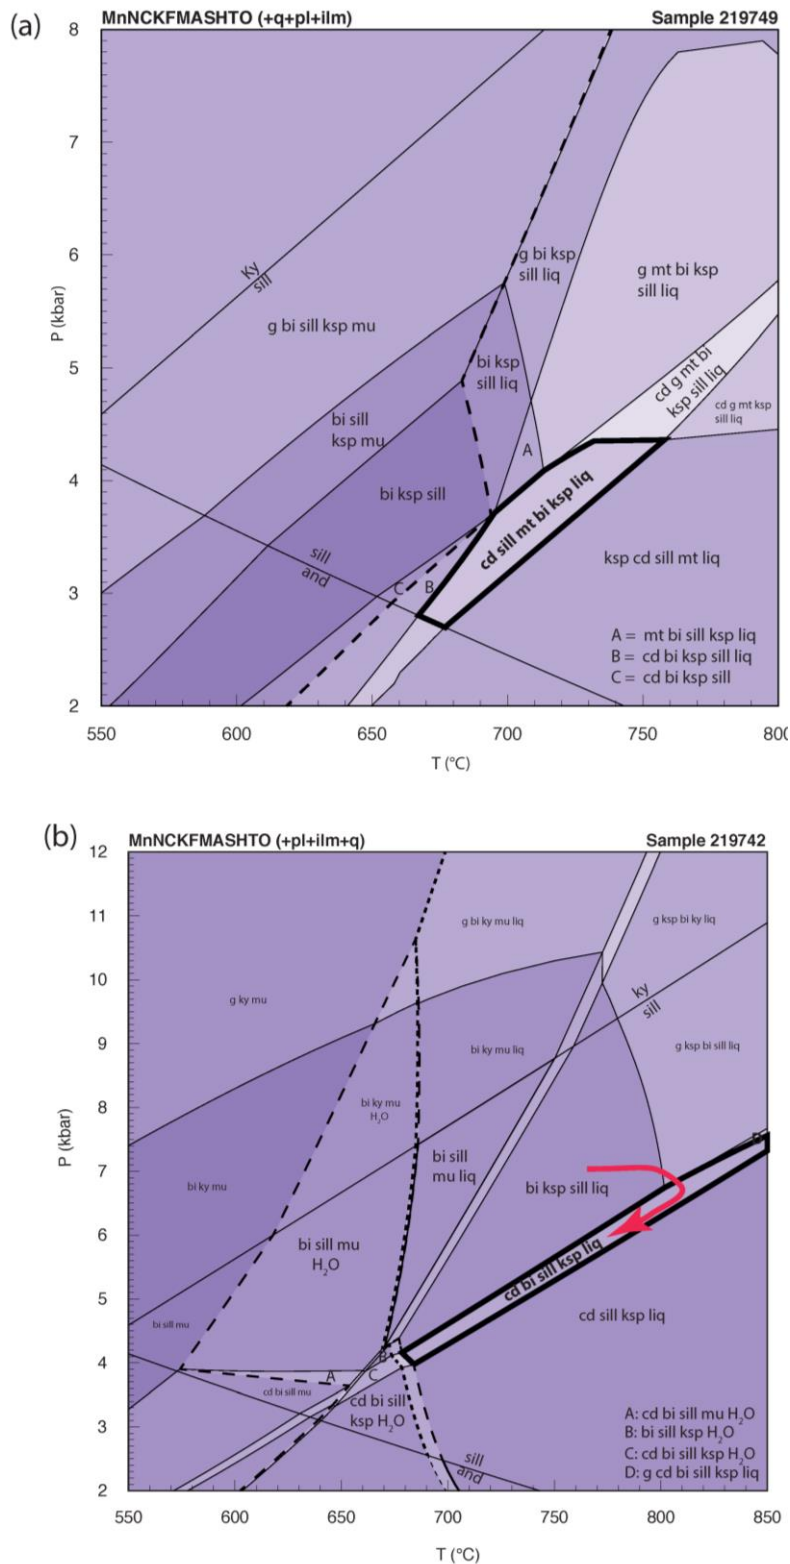 (a)
MnNCKFMASHTO (+q+pl+ilm) Sample 219749
8
7
6
5
4
3
2
P (kbar)
Ky
sill
g bi sill ksp mu
g bi ksp
sill liq
g mt bi ksp
sill liq
bi ksp
sill liq
bi sill
ksp mu
cd g mt bi
ksp sill liq
cd g mt ksp
sill liq
A
bi ksp sill
cd sill mt bi ksp liq
ksp cd sill mt liq
sill
and
C
B
A = mt bi sill ksp liq
B = cd bi ksp sill liq
C = cd bi ksp sill
550 600 650 700 750 800
T (°C)
(b)
MnNCKFMASHTO (+pl+ilm+q) Sample 219742
12
11
10
9
8
7
6
5
4
3
2
P (kbar)
g bi ky mu liq
g ksp bi ky liq
g ky mu
ky
sill
bi ky mu liq
g ksp bi sill liq
bi ky mu
H2O
D
bi sill
mu liq
bi ky mu
bi ksp sill liq
bi sill mu
H2O
cd bi sill ksp liq
bi sill mu
cd sill ksp liq
B
A
C
cd bi sill mu
cd bi sill
ksp H2O
sill
and
A: cd bi sill mu H2O
B: bi sill ksp H2O
C: cd bi sill ksp H2O
D: g cd bi sill ksp liq
550 600 650 700 750 800 850
T (°C)